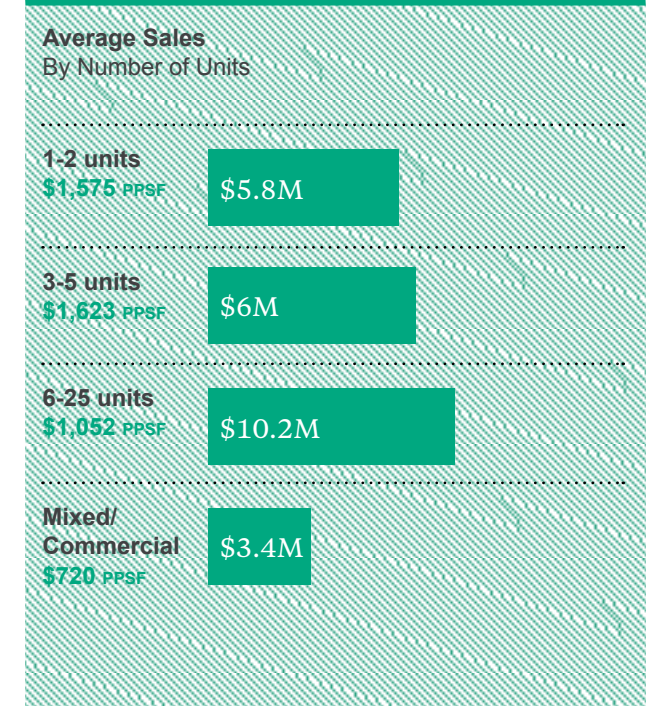 Average Sales
By Number of Units
1-2 units
$1,575 PPSF
$5.8M
3-5 units
$1,623 PPSF
$6M
6-25 units
$1,052 PPSF
$10.2M
Mixed/
Commercial
$720 PPSF
$3.4M